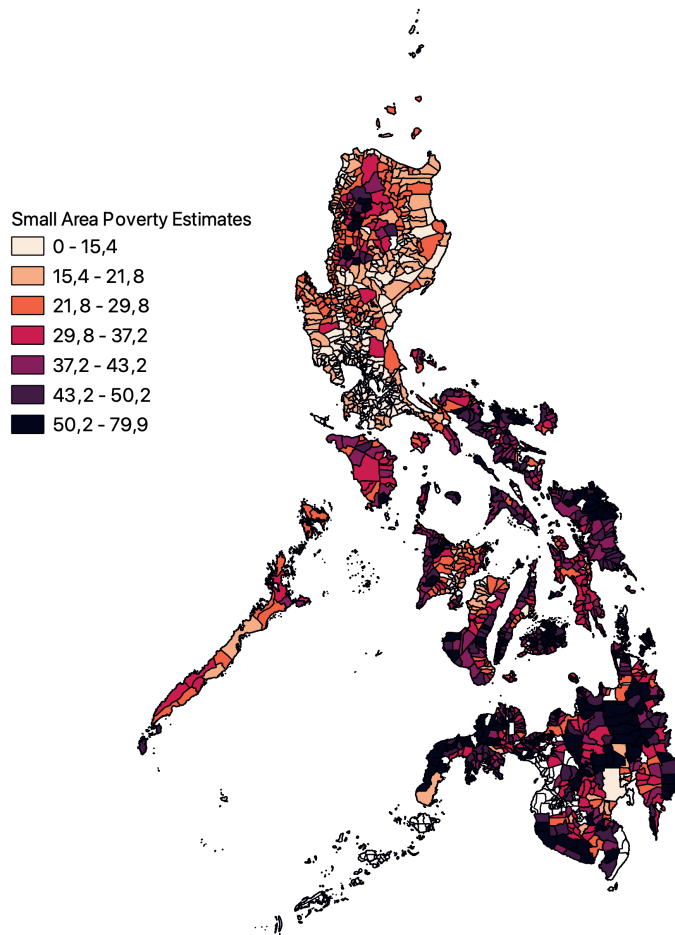 Small Area Poverty Estimates
0 - 15,4
15,4 - 21,8
21,8 - 29,8
29,8 - 37,2
37,2 - 43,2
43,2 - 50,2
50,2 - 79,9